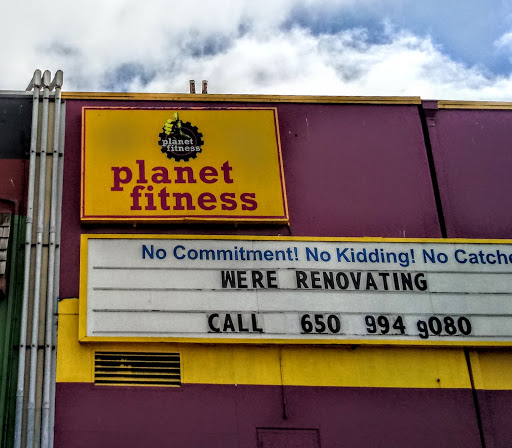 planet
fitness
planet
fitness
No Commitment! No Kidding! No Catche
WERE RENOVATING
CALL 650 994 9080